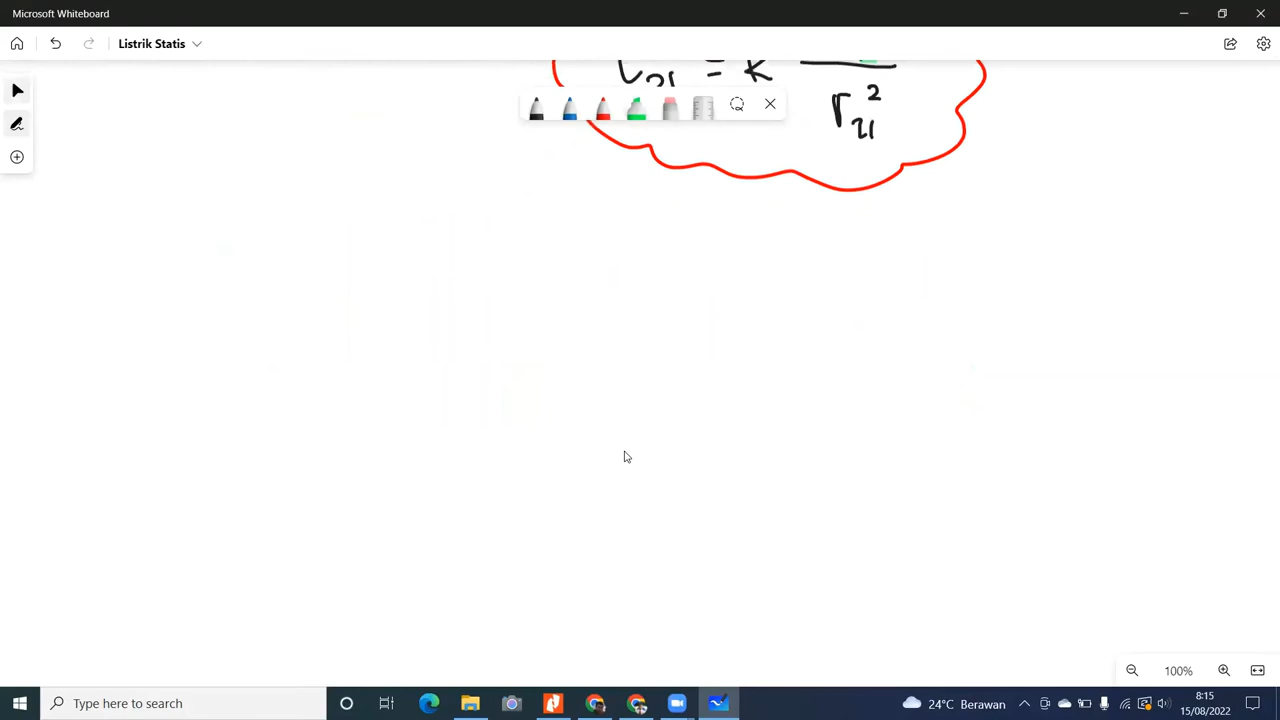 Microsoft Whiteboard
Listrik Statis
= k
r 2
21
100%
Type here to search
24°C Berawan
8:15
15/08/2022